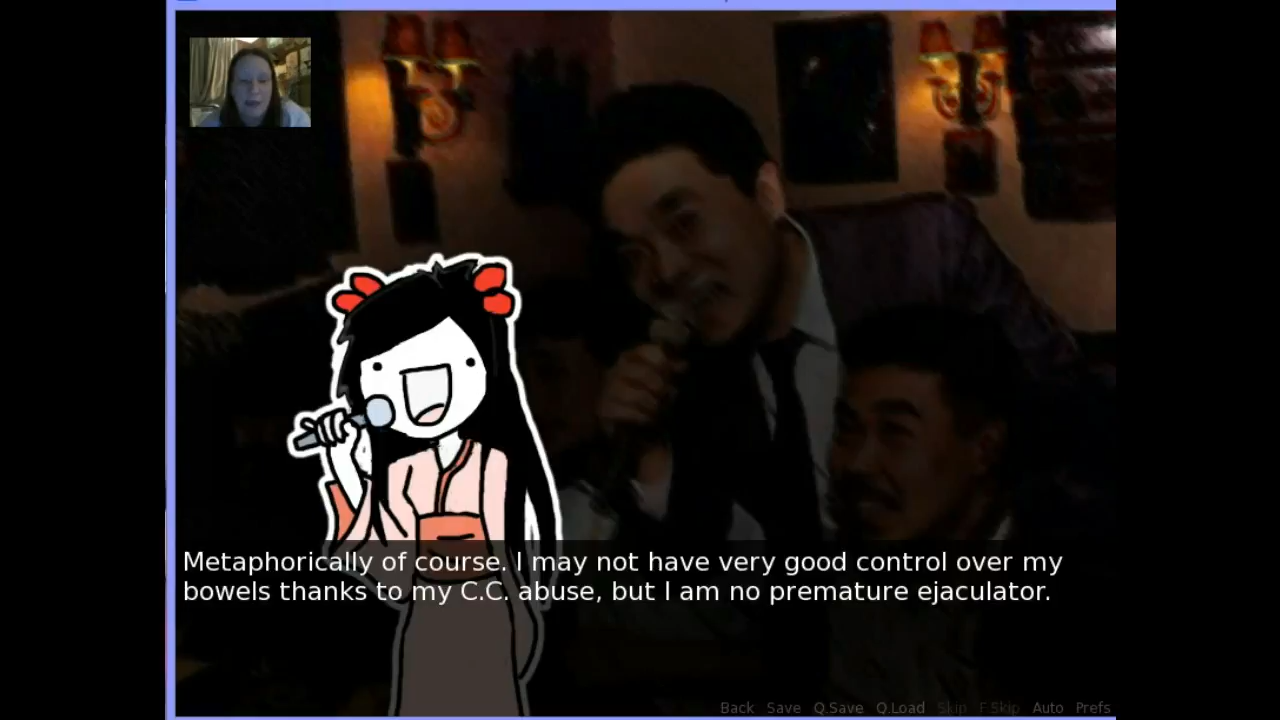 Metaphorically of course. I may not have very good control over my
bowels thanks to my C.C. abuse, but I am no premature ejaculator.
Back Save Q.Save Q.Load Skip F.Skip Auto Prefs